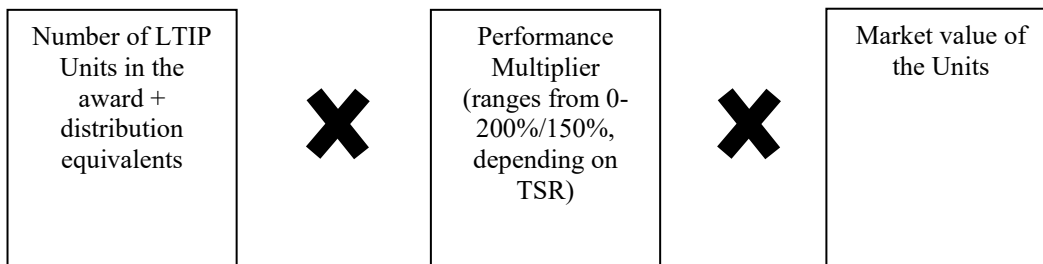 Number of LTIP
Units in the
award +
distribution
equivalents
Performance
Multiplier
(ranges from 0-
200%/150%,
depending on
TSR)
Market value of
the Units